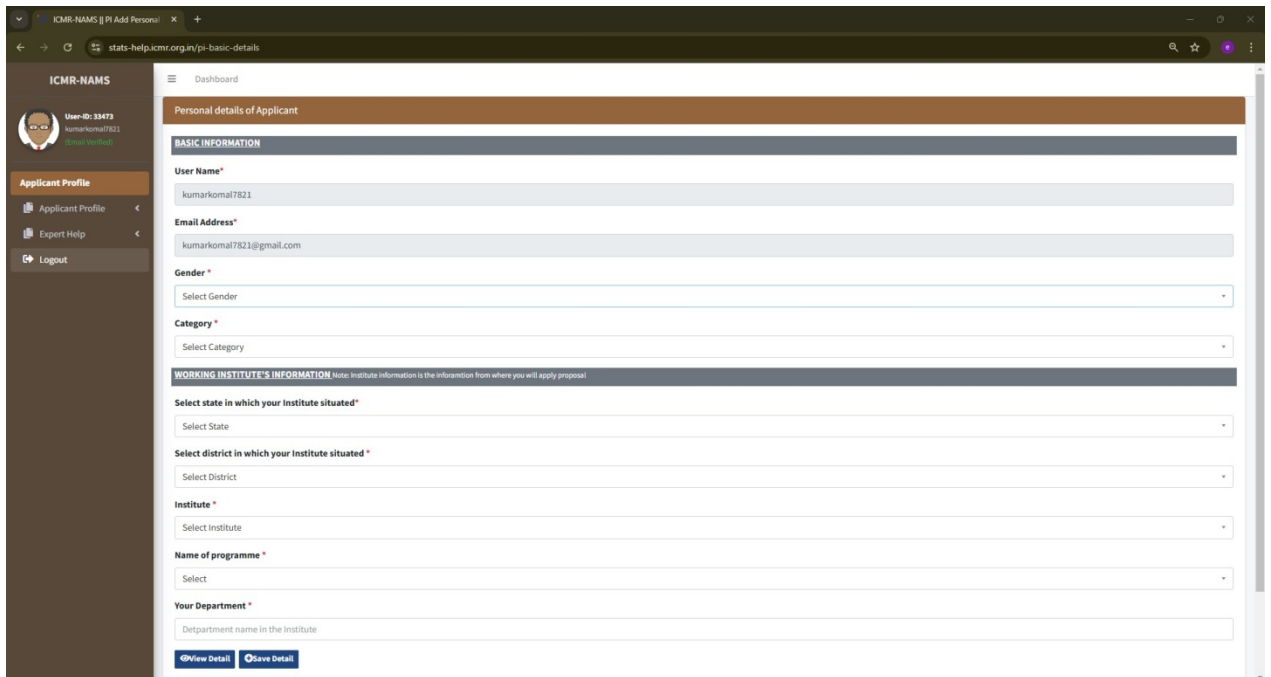 ICMR-NAMS || PI Add Personal
stats-help.icmr.org.in/pi-basic-details
e
ICMR-NAMS
User-ID: 33473
kumarkomal7821
(Email Verified)
Applicant Profile
Applicant Profile
Expert Help
Logout
Dashboard
Personal details of Applicant
BASIC INFORMATION
User Name*
kumarkomal7821
Email Address*
kumarkomal7821@gmail.com
Gender *
Select Gender
Category *
Select Category
WORKING INSTITUTE'S INFORMATION Note: Institute information is the inforamtion from where you will apply proposal
Select state in which your Institute situated*
Select State
Select district in which your Institute situated *
Select District
Institute *
Select Institute
Name of programme *
Select
Your Department *
Detpartment name in the Institute
View Detail Save Detail